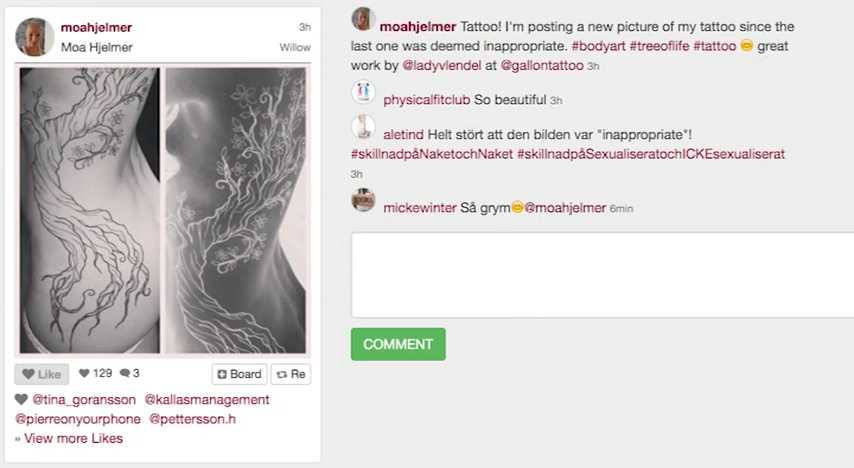 moahjelmer 3h
Moa Hjelmer Willow
Like 129 3 Board Re
@tina_goransson @kallasmanagement
@pierreonyourphone @pettersson.h
» View more Likes
moahjelmer Tattoo! I'm posting a new picture of my tattoo since the
last one was deemed inappropriate. #bodyart #treeoflife #tattoo 😊 great
work by @ladyvlendel at @gallontattoo 3h
physicalfitclub So beautiful 3h
aletind Helt stört att den bilden var "inappropriate"!
#skillnadpåNaketochNaket #skillnadpåSexualiseratochICKEsexualiserat
3h
mickewinter Så grym😊@moahjelmer 6min
COMMENT